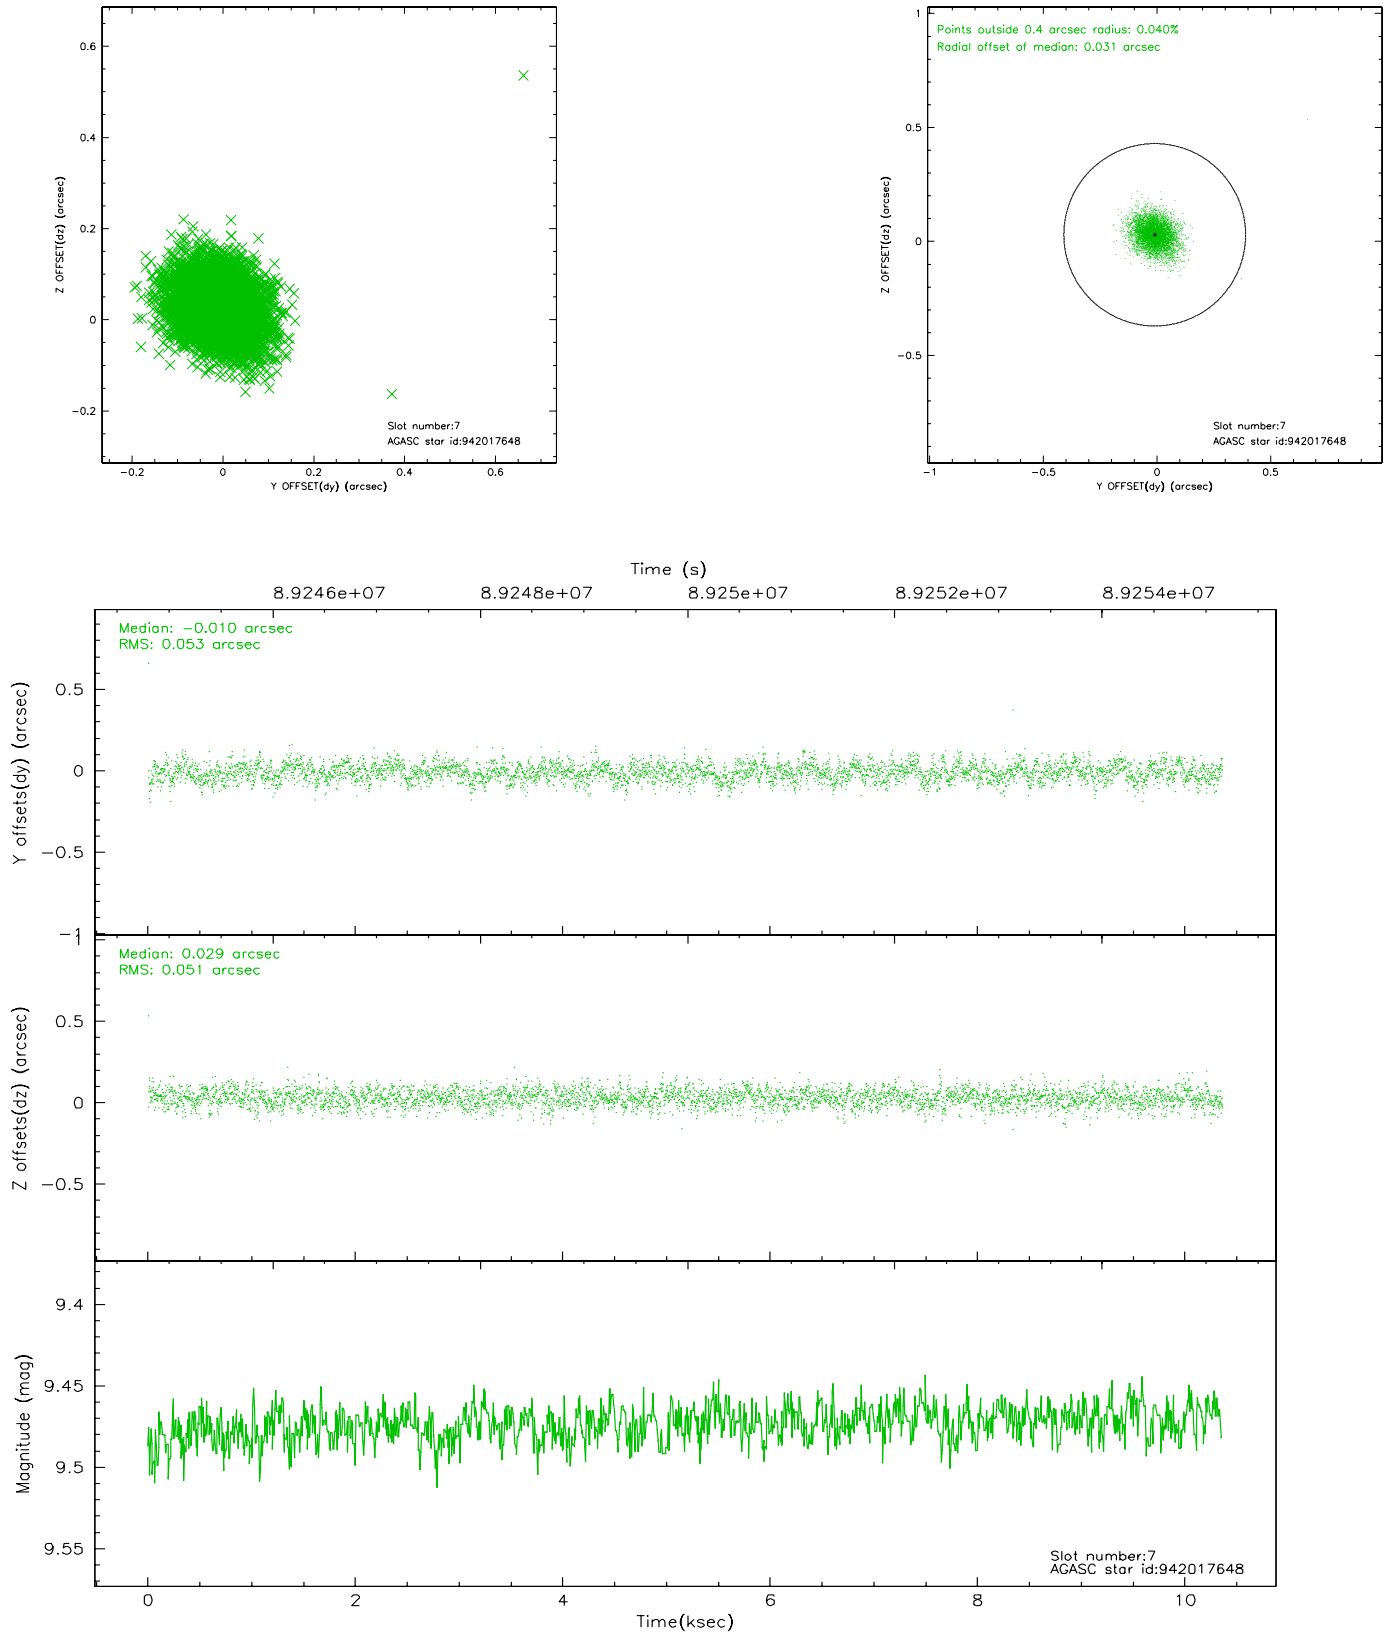 0.6
0.4
0.2
0
−0.2
Z OFFSET(dz) (arcsec)
Slot number:7
AGASC star id:942017648
−0.2 0 0.2 0.4 0.6
Y OFFSET(dy) (arcsec)
Points outside 0.4 arcsec radius: 0.040%
Radial offset of median: 0.031 arcsec
1
0.5
0
−0.5
Z OFFSET(dz) (arcsec)
Slot number:7
AGASC star id:942017648
−1 −0.5 0 0.5
Y OFFSET(dy) (arcsec)
Time (s)
8.9246e+07 8.9248e+07 8.925e+07 8.9252e+07 8.9254e+07
Median: −0.010 arcsec
RMS: 0.053 arcsec
0.5
0
−0.5
−1
Y offsets(dy) (arcsec)
Median: 0.029 arcsec
RMS: 0.051 arcsec
1
0.5
0
−0.5
Z offsets(dz) (arcsec)
9.4
9.45
9.5
9.55
Magnitude (mag)
Slot number:7
AGASC star id:942017648
0 2 4 6 8 10
Time(ksec)